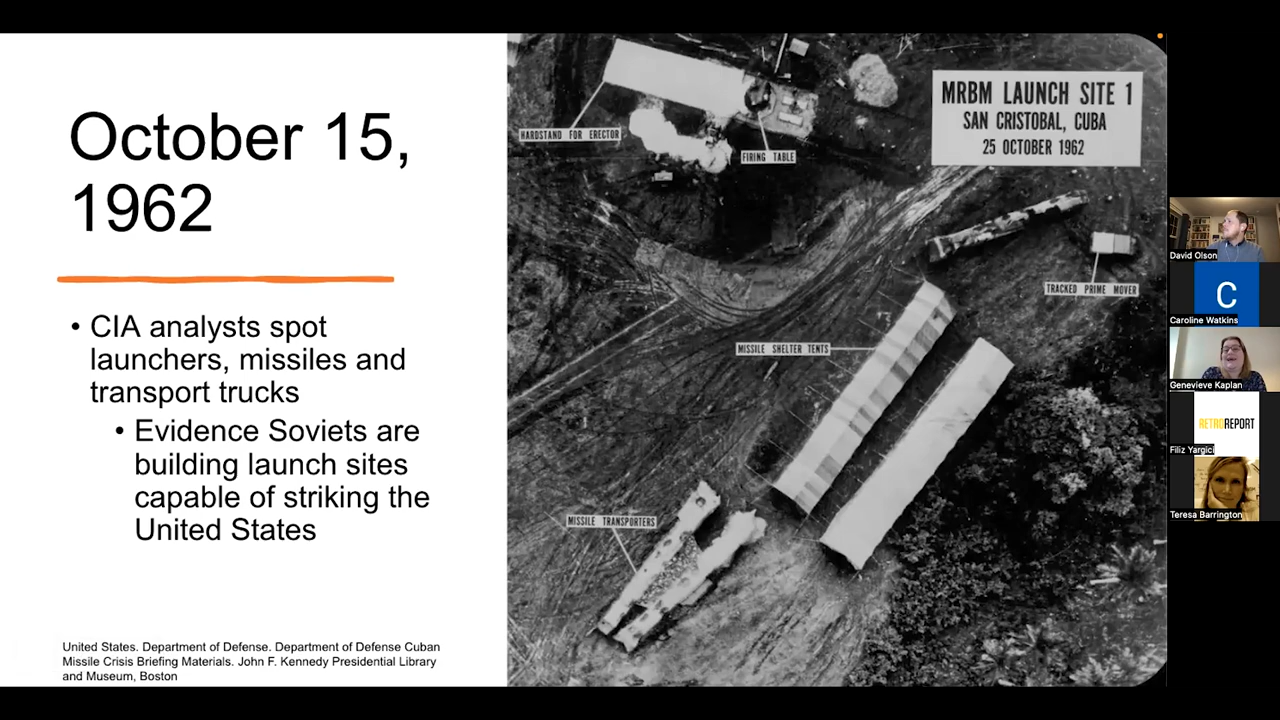 October 15,
1962
• CIA analysts spot
launchers, missiles and
transport trucks
• Evidence Soviets are
building launch sites
capable of striking the
United States
United States. Department of Defense. Department of Defense Cuban
Missile Crisis Briefing Materials. John F. Kennedy Presidential Library
and Museum, Boston
MRBM LAUNCH SITE 1
SAN CRISTOBAL, CUBA
25 OCTOBER 1962
HARDSTAND FOR ERECTOR
FIRING TABLE
TRACKED PRIME MOVER
MISSILE SHELTER TENTS
MISSILE TRANSPORTERS
David Olson
C
Caroline Watkins
Genevieve Kaplan
RETROREPORT
Filiz Yargici
Teresa Barrington